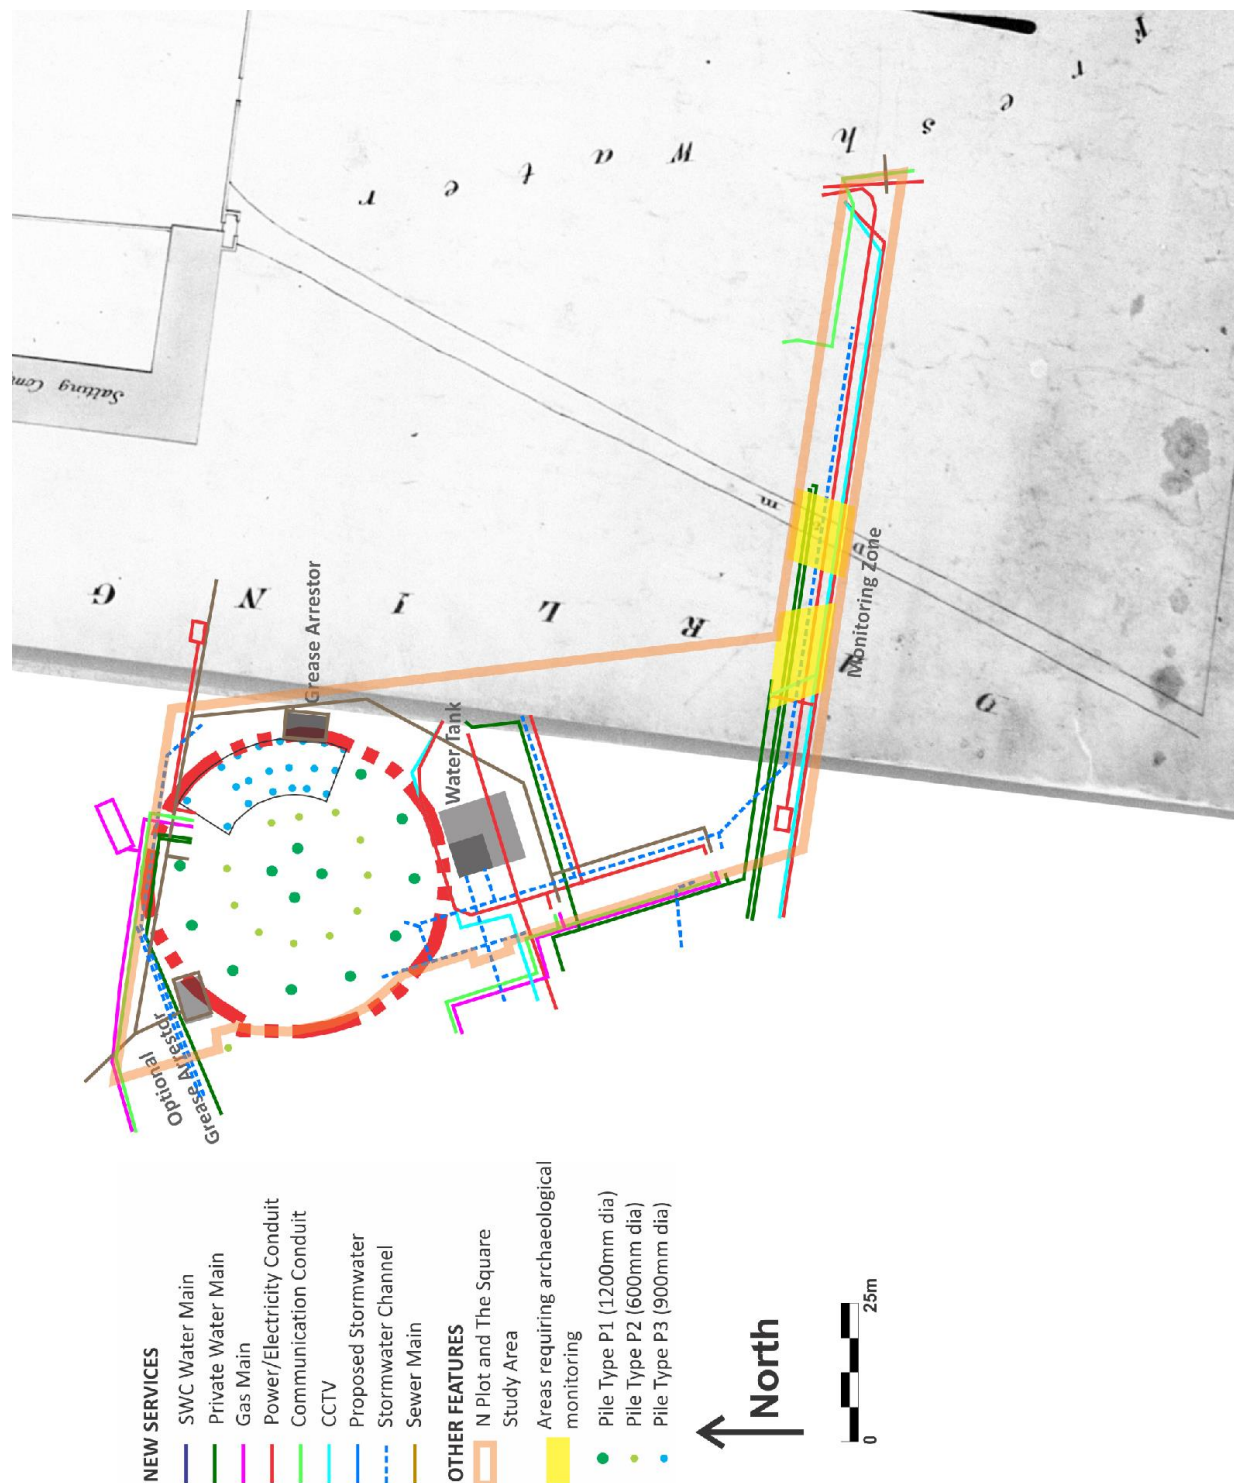 F r e s h w a t e r
Salting Com
D A R L I N G
m
Grease Arrestor
Water Tank
Monitoring Zone
Optional
Grease Arrestor
NEW SERVICES
SWC Water Main
Private Water Main
Gas Main
Power/Electricity Conduit
Communication Conduit
CCTV
Proposed Stormwater
Stormwater Channel
Sewer Main
OTHER FEATURES
N Plot and The Square
Study Area
Areas requiring archaeological
monitoring
Pile Type P1 (1200mm dia)
Pile Type P2 (600mm dia)
Pile Type P3 (900mm dia)
North
0
25m